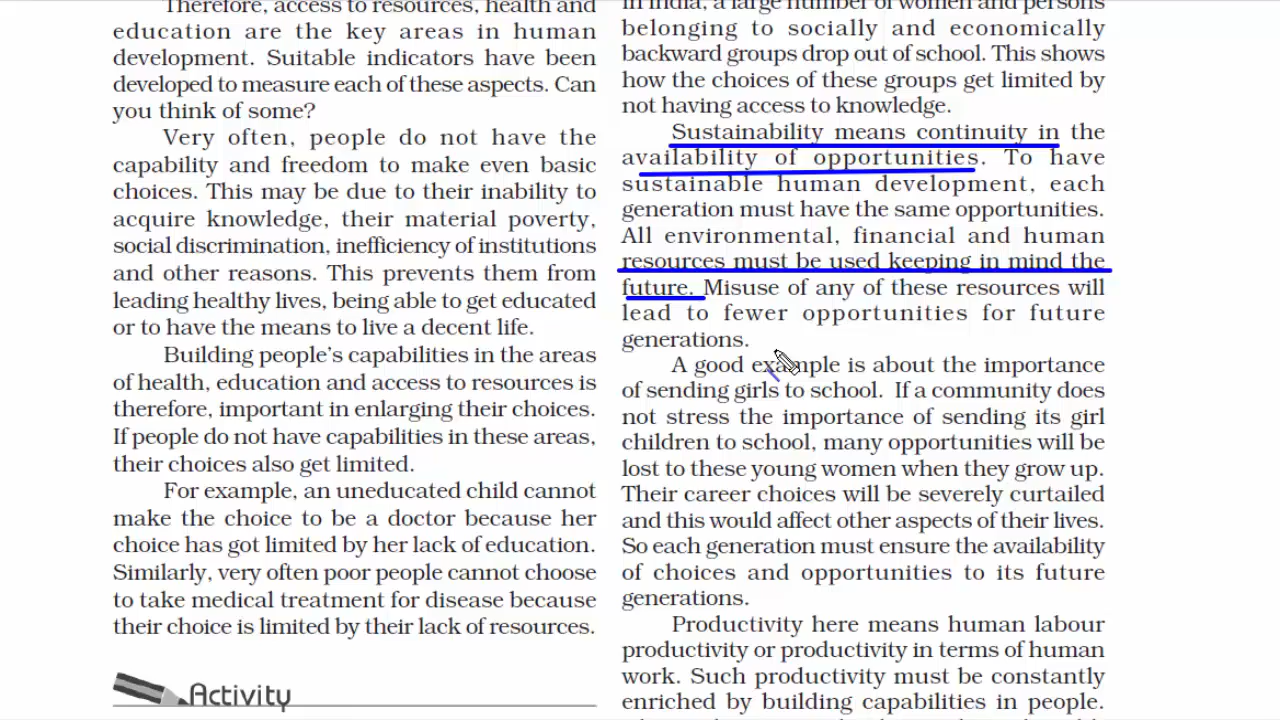 Therefore, access to resources, health and
education are the key areas in human
development. Suitable indicators have been
developed to measure each of these aspects. Can
you think of some?
Very often, people do not have the
capability and freedom to make even basic
choices. This may be due to their inability to
acquire knowledge, their material poverty,
social discrimination, inefficiency of institutions
and other reasons. This prevents them from
leading healthy lives, being able to get educated
or to have the means to live a decent life.
Building people's capabilities in the areas
of health, education and access to resources is
therefore, important in enlarging their choices.
If people do not have capabilities in these areas,
their choices also get limited.
For example, an uneducated child cannot
make the choice to be a doctor because her
choice has got limited by her lack of education.
Similarly, very often poor people cannot choose
to take medical treatment for disease because
their choice is limited by their lack of resources.
Activity
In India, a large number of women and persons
belonging to socially and economically
backward groups drop out of school. This shows
how the choices of these groups get limited by
not having access to knowledge.
Sustainability means continuity in the
availability of opportunities. To have
sustainable human development, each
generation must have the same opportunities.
All environmental, financial and human
resources must be used keeping in mind the
future. Misuse of any of these resources will
lead to fewer opportunities for future
generations.
A good example is about the importance
of sending girls to school. If a community does
not stress the importance of sending its girl
children to school, many opportunities will be
lost to these young women when they grow up.
Their career choices will be severely curtailed
and this would affect other aspects of their lives.
So each generation must ensure the availability
of choices and opportunities to its future
generations.
Productivity here means human labour
productivity or productivity in terms of human
work. Such productivity must be constantly
enriched by building capabilities in people.